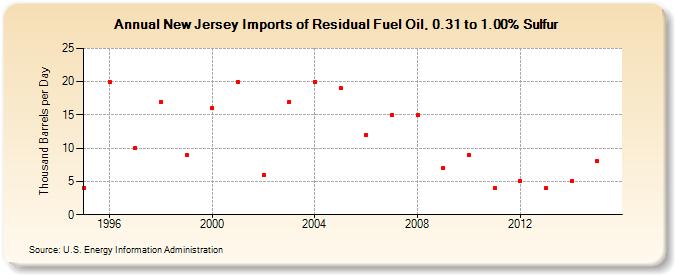 Annual New Jersey Imports of Residual Fuel Oil, 0.31 to 1.00% Sulfur
Thousand Barrels per Day
25
20
15
10
5
0
1996 2000 2004 2008 2012
Source: U.S. Energy Information Administration